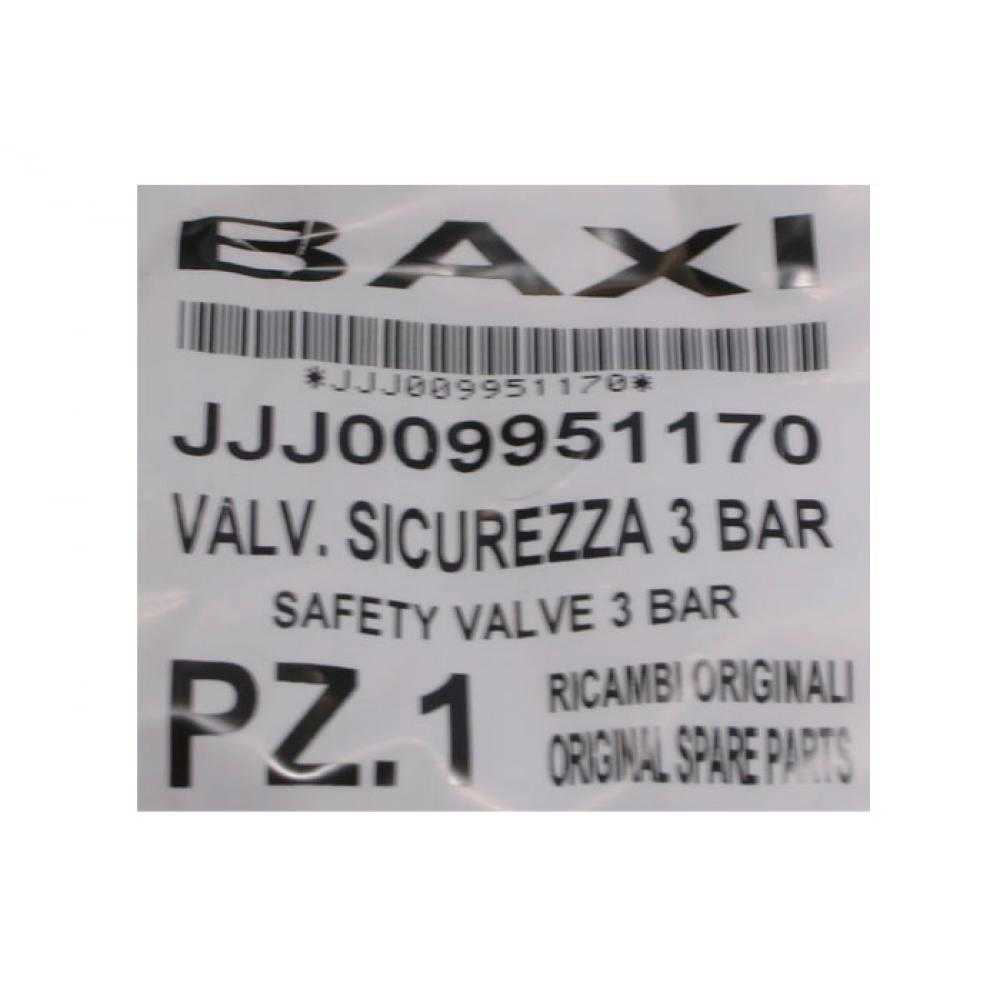 BAXI
*JJJ009951170*
JJJ009951170
VALV. SICUREZZA 3 BAR
SAFETY VALVE 3 BAR
PZ.1
RICAMBI ORIGINALI
ORIGINAL SPARE PARTS